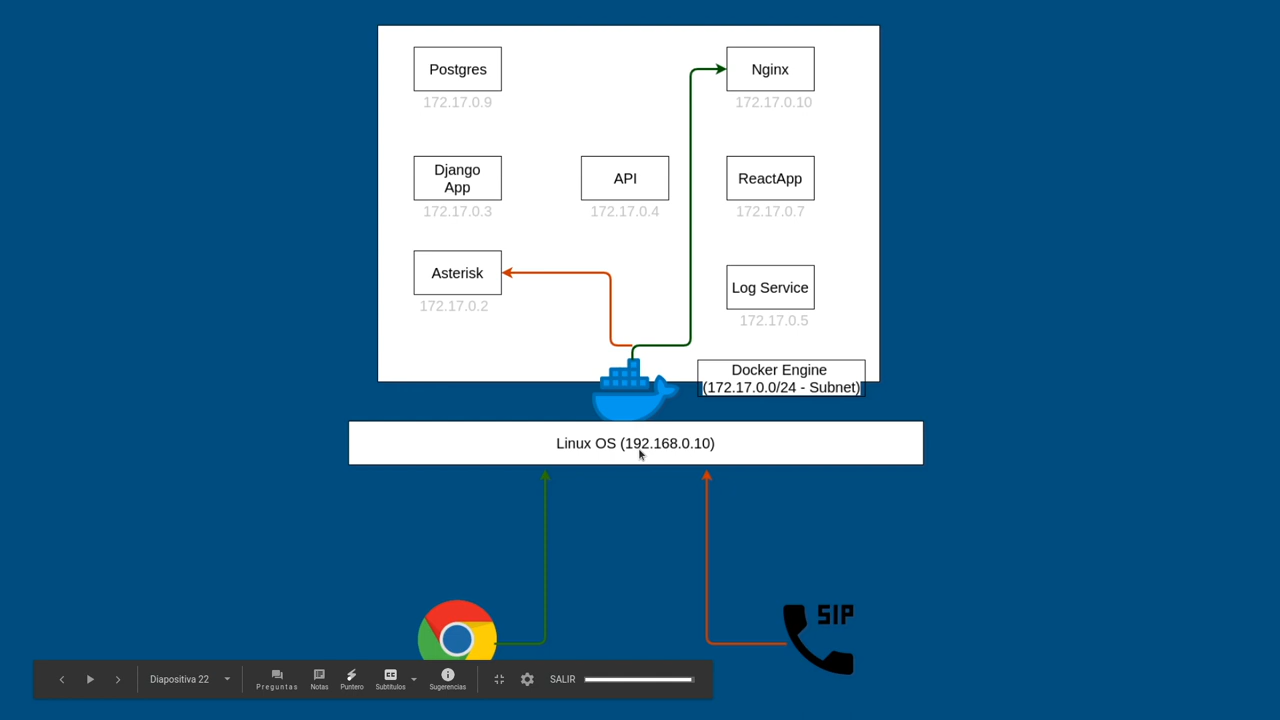 Postgres
172.17.0.9
Nginx
172.17.0.10
Django
App
172.17.0.3
API
172.17.0.4
ReactApp
172.17.0.7
Asterisk
172.17.0.2
Log Service
172.17.0.5
Docker Engine
(172.17.0.0/24 - Subnet)
Linux OS (192.168.0.10)
SIP
Diapositiva 22
Preguntas
Notas
Puntero
CC
Subtítulos
Sugerencias
SALIR